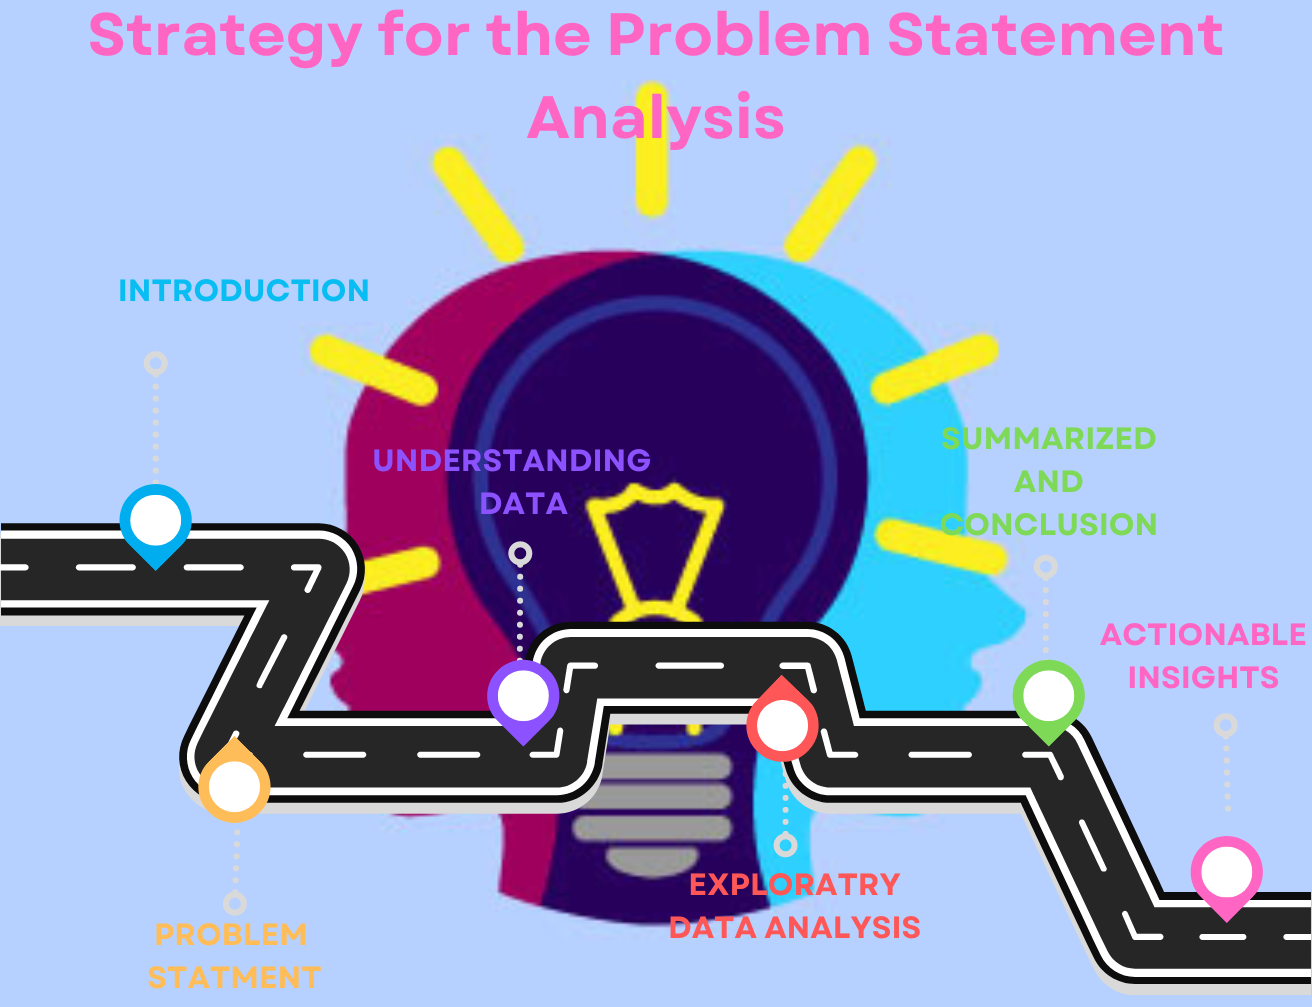 Strategy for the Problem Statement
Analysis
INTRODUCTION
UNDERSTANDING
DATA
SUMMARIZED
AND
CONCLUSION
ACTIONABLE
INSIGHTS
EXPLORATRY
DATA ANALYSIS
PROBLEM
STATMENT